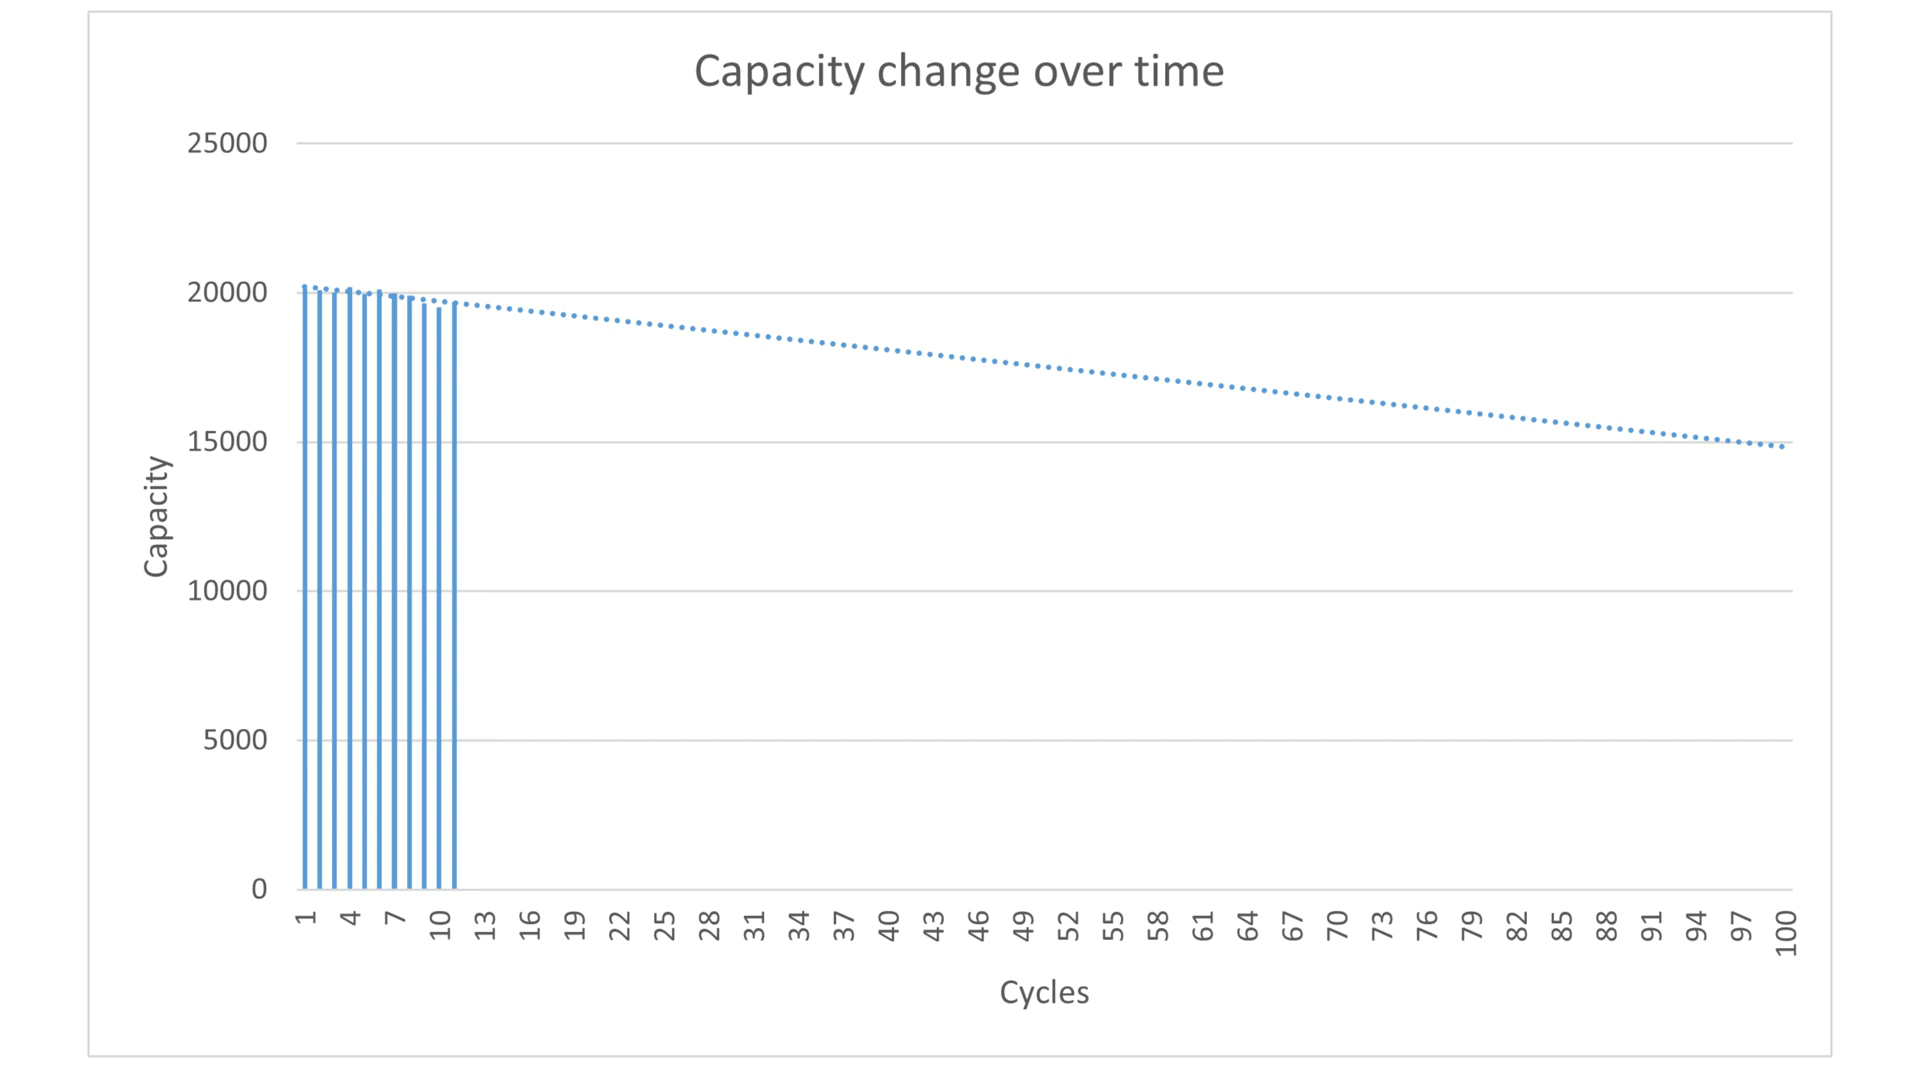 Capacity change over time
25000
20000
15000
10000
5000
0
Capacity
1 4 7 10 13 16 19 22 25 28 31 34 37 40 43 46 49 52 55 58 61 64 67 70 73 76 79 82 85 88 91 94 97 100
Cycles